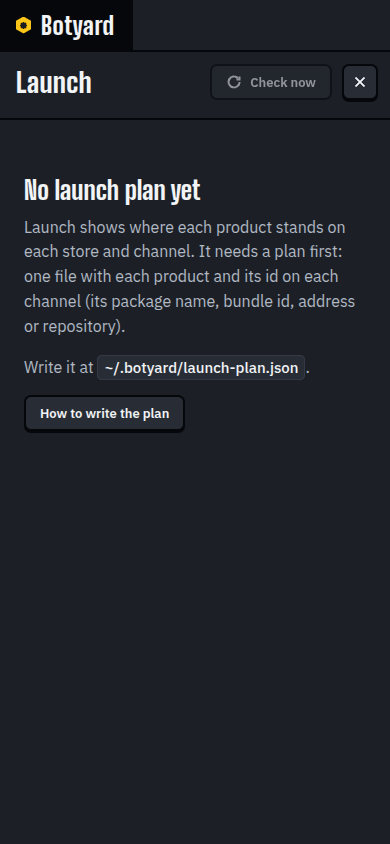 Botyard
Launch
Check now
No launch plan yet
Launch shows where each product stands on
each store and channel. It needs a plan first:
one file with each product and its id on each
channel (its package name, bundle id, address
or repository).
Write it at ~/.botyard/launch-plan.json.
How to write the plan